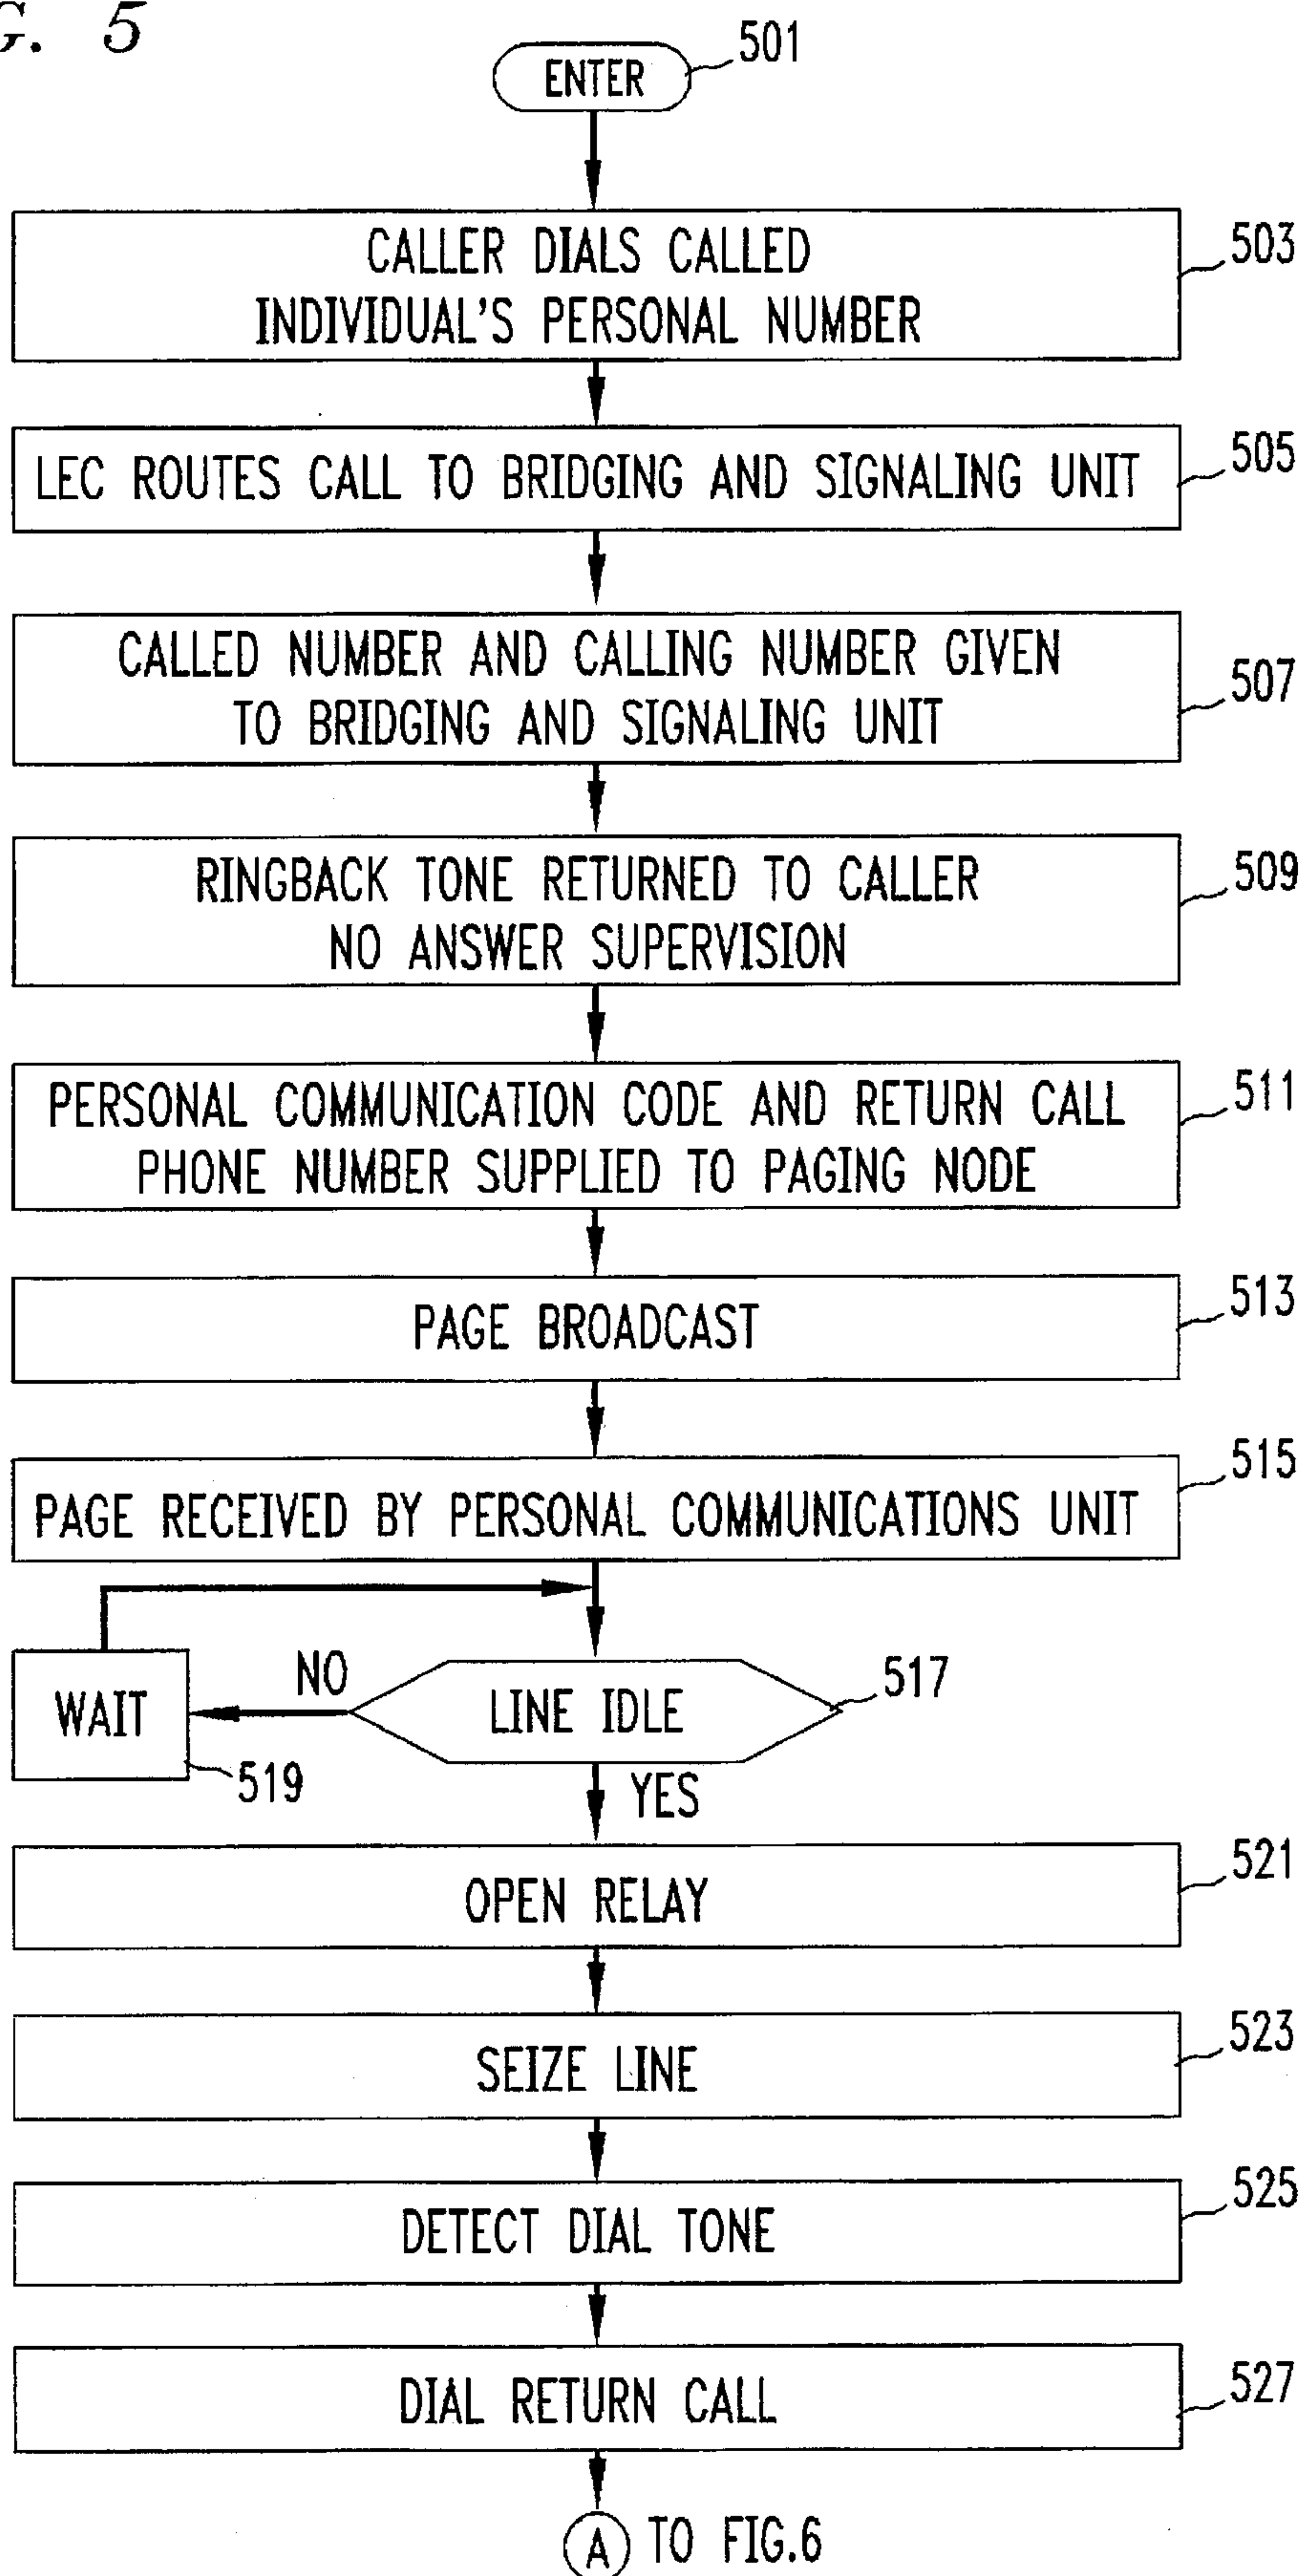 G. 5
ENTER
501
CALLER DIALS CALLED
INDIVIDUAL'S PERSONAL NUMBER
503
LEC ROUTES CALL TO BRIDGING AND SIGNALING UNIT
505
CALLED NUMBER AND CALLING NUMBER GIVEN
TO BRIDGING AND SIGNALING UNIT
507
RINGBACK TONE RETURNED TO CALLER
NO ANSWER SUPERVISION
509
PERSONAL COMMUNICATION CODE AND RETURN CALL
PHONE NUMBER SUPPLIED TO PAGING NODE
511
PAGE BROADCAST
513
PAGE RECEIVED BY PERSONAL COMMUNICATIONS UNIT
515
WAIT
519
NO
LINE IDLE
517
YES
OPEN RELAY
521
SEIZE LINE
523
DETECT DIAL TONE
525
DIAL RETURN CALL
527
A TO FIG.6